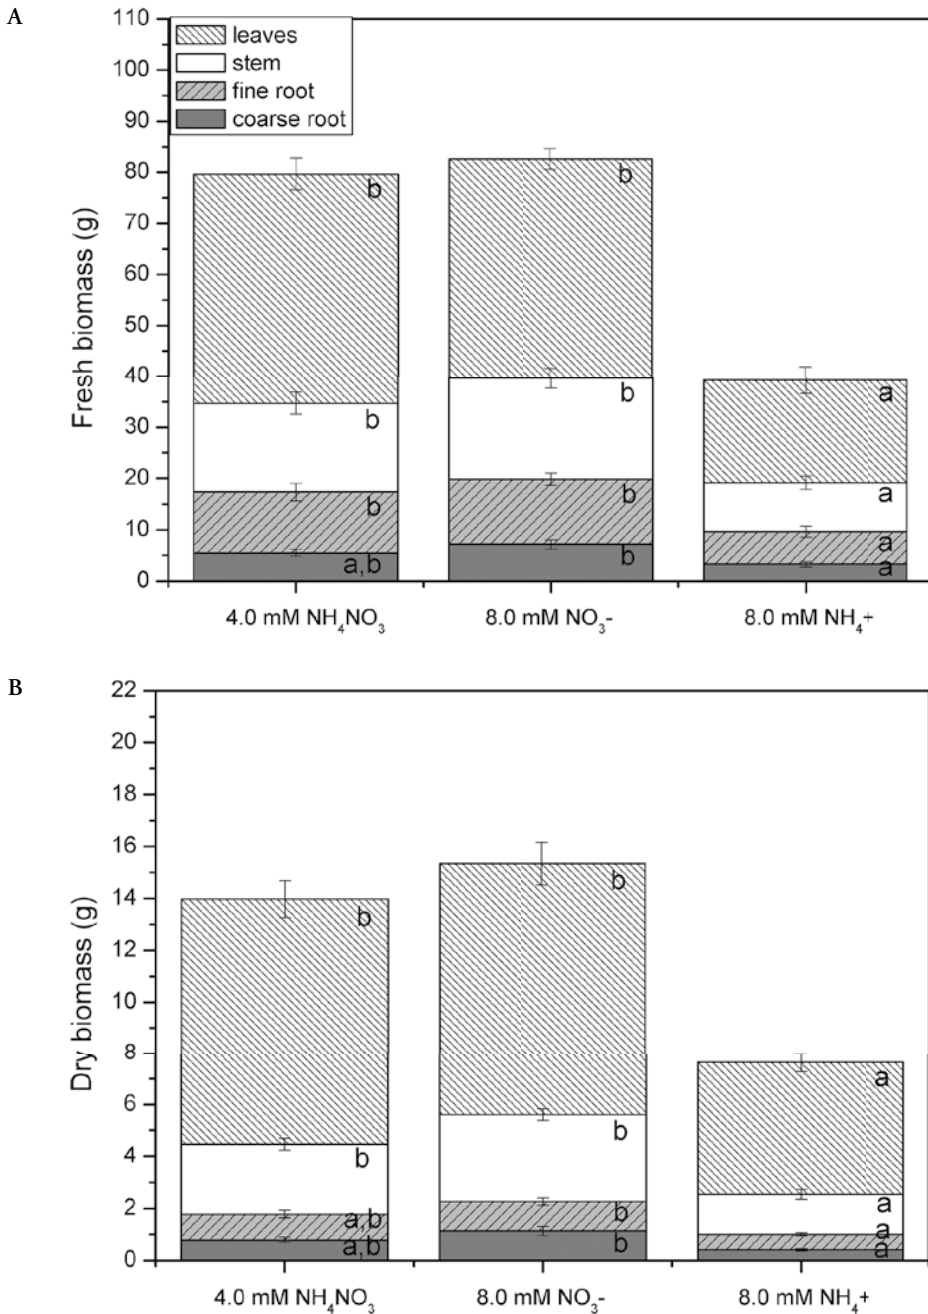 A
110
100
90
80
70
60
50
40
30
20
10
0
Fresh biomass (g)
leaves
stem
fine root
coarse root
b
b
b
a,b
b
b
b
b
a
a
a
a
4.0 mM NH₄NO₃
8.0 mM NO₃-
8.0 mM NH₄+
B
22
20
18
16
14
12
10
8
6
4
2
0
Dry biomass (g)
b
b
a,b
a,b
b
b
b
b
a
a
a
a
4.0 mM NH₄NO₃
8.0 mM NO₃-
8.0 mM NH₄+